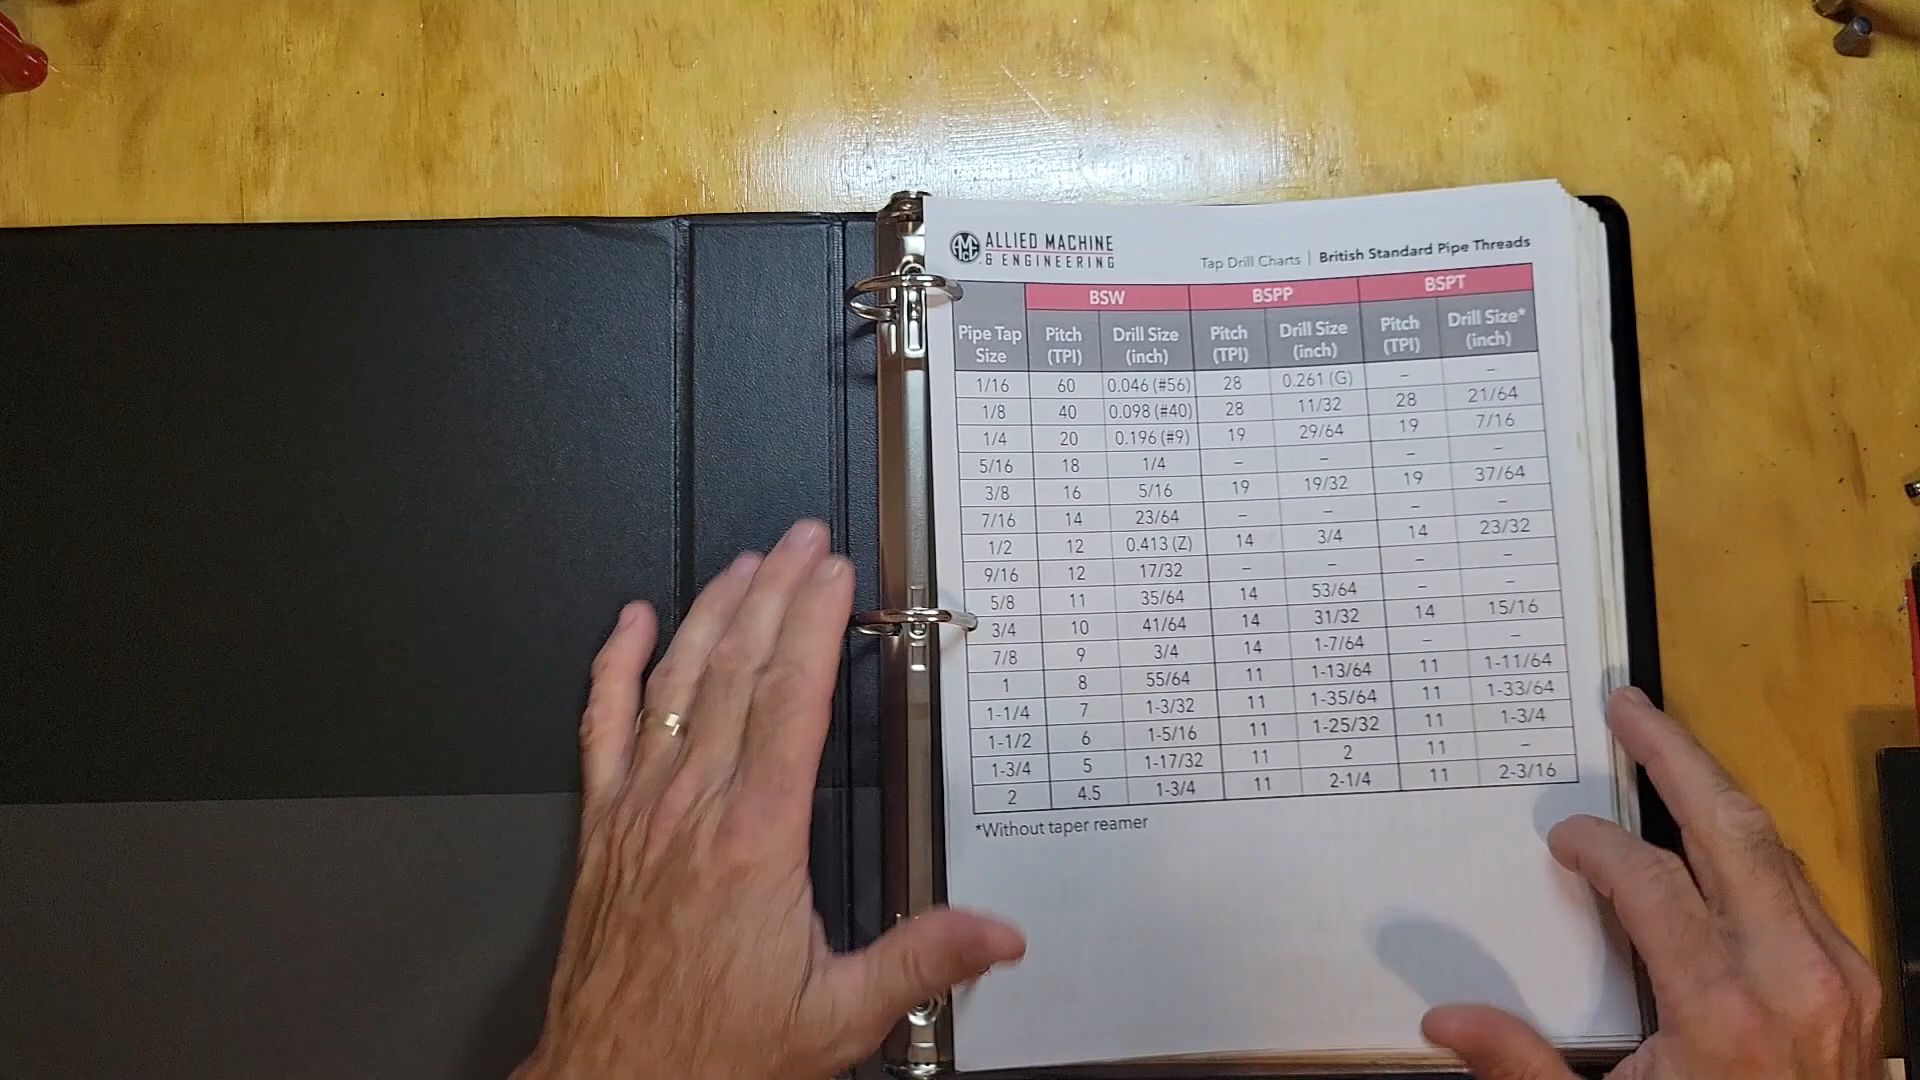 ALLIED MACHINE
& ENGINEERING
Tap Drill Charts | British Standard Pipe Threads
BSW BSPP BSPT
Pipe Tap Size Pitch (TPI) Drill Size (inch) Pitch (TPI) Drill Size (inch) Pitch (TPI) Drill Size* (inch)
1/16 60 0.046 (#56) 28 0.261 (G) – –
1/8 40 0.098 (#40) 28 11/32 28 21/64
1/4 20 0.196 (#9) 19 29/64 19 7/16
5/16 18 1/4 – – – –
3/8 16 5/16 19 19/32 19 37/64
7/16 14 23/64 – – – –
1/2 12 0.413 (Z) 14 3/4 14 23/32
9/16 12 17/32 – – – –
5/8 11 35/64 14 53/64 – –
3/4 10 41/64 14 31/32 14 15/16
7/8 9 3/4 14 1-7/64 – –
1 8 55/64 11 1-13/64 11 1-11/64
1-1/4 7 1-3/32 11 1-35/64 11 1-33/64
1-1/2 6 1-5/16 11 1-25/32 11 1-3/4
1-3/4 5 1-17/32 11 2 11 –
2 4.5 1-3/4 11 2-1/4 11 2-3/16
*Without taper reamer